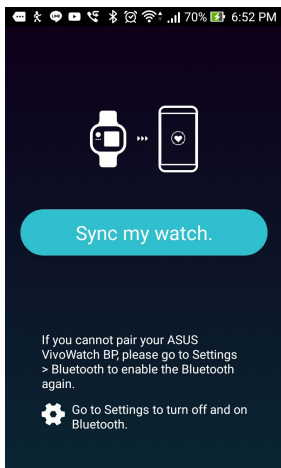 70% 6:52 PM
Sync my watch.
If you cannot pair your ASUS
VivoWatch BP, please go to Settings
> Bluetooth to enable the Bluetooth
again.
Go to Settings to turn off and on
Bluetooth.